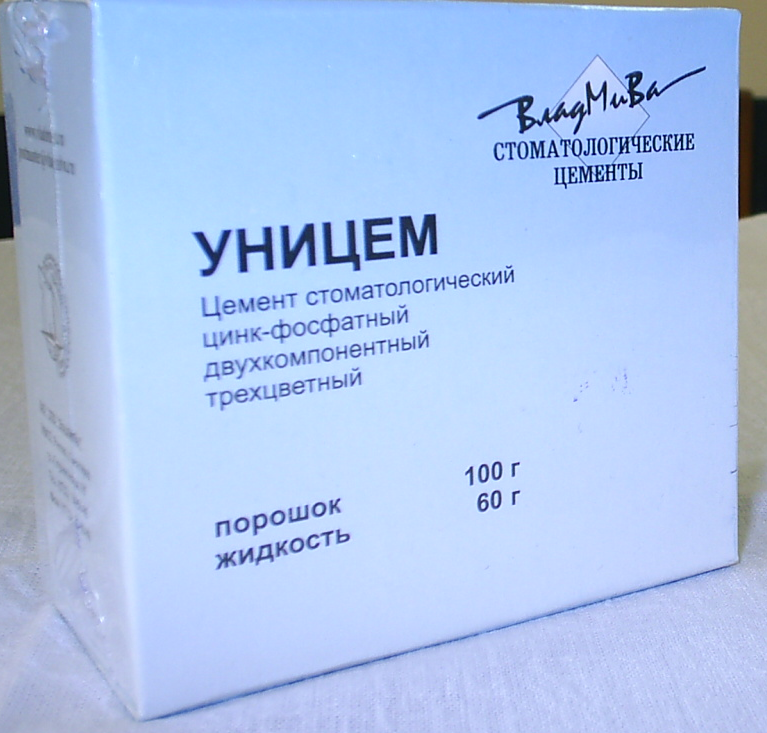 ВладМиВа
СТОМАТОЛОГИЧЕСКИЕ
ЦЕМЕНТЫ
УНИЦЕМ
Цемент стоматологический
цинк-фосфатный
двухкомпонентный
трехцветный
порошок 100 г
жидкость 60 г